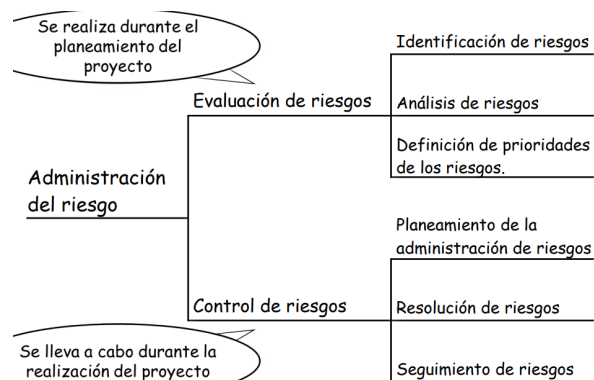 Se realiza durante el
planeamiento del
proyecto
Identificación de riesgos
Evaluación de riesgos
Análisis de riesgos
Definición de prioridades
de los riesgos.
Administración
del riesgo
Planeamiento de la
administración de riesgos
Control de riesgos
Resolución de riesgos
Se lleva a cabo durante la
realización del proyecto
Seguimiento de riesgos